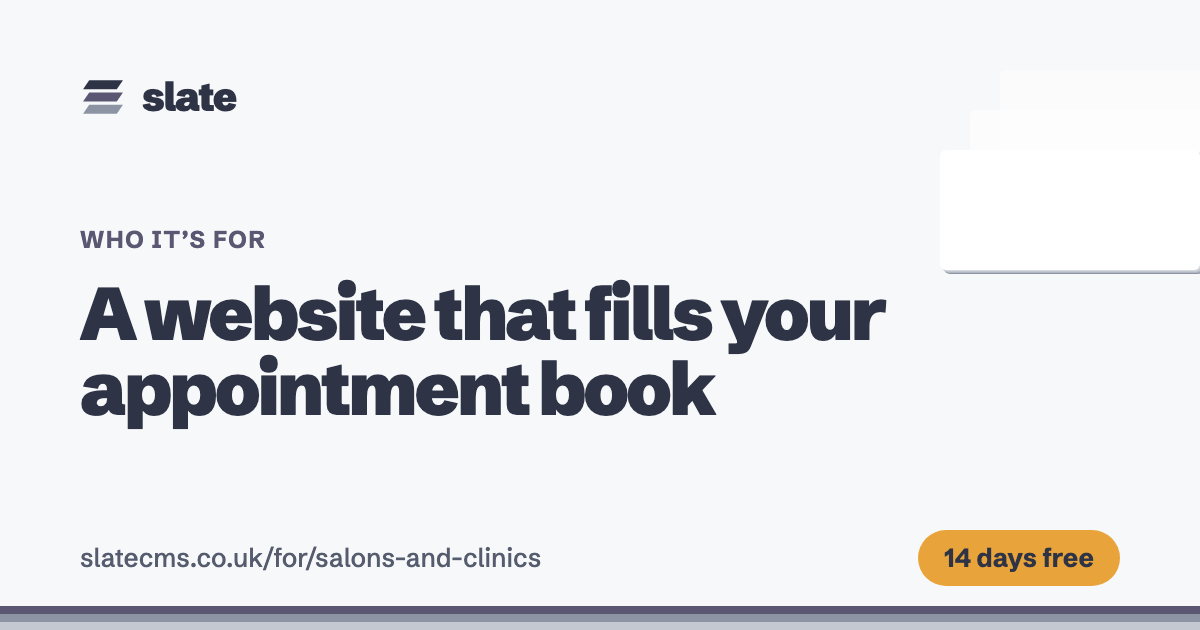 slate
WHO IT’S FOR
A website that fills your
appointment book
slatecms.co.uk/for/salons-and-clinics
14 days free